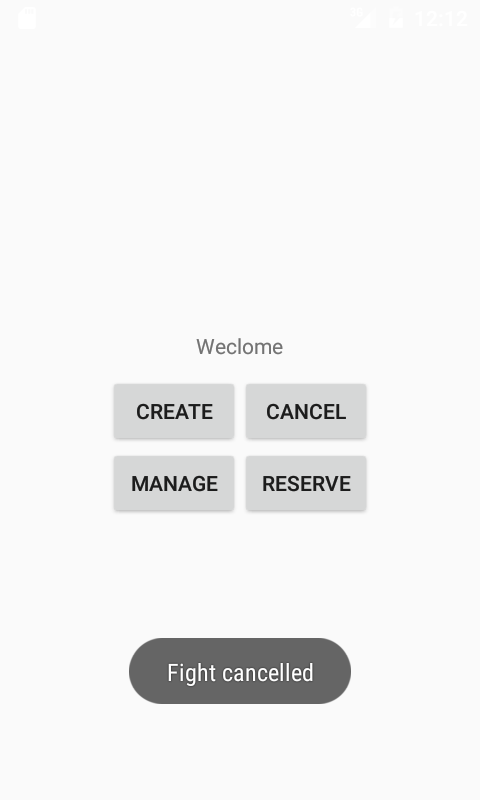 12:12
Weclome
CREATE CANCEL
MANAGE RESERVE
Fight cancelled